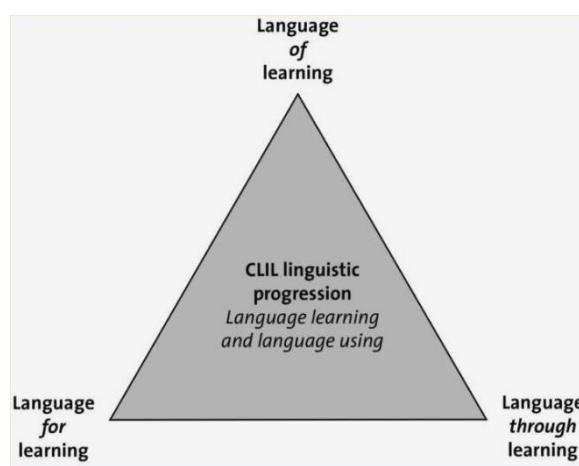 Language
of
learning
CLIL linguistic
progression
Language learning
and language using
Language
for
learning
Language
through
learning